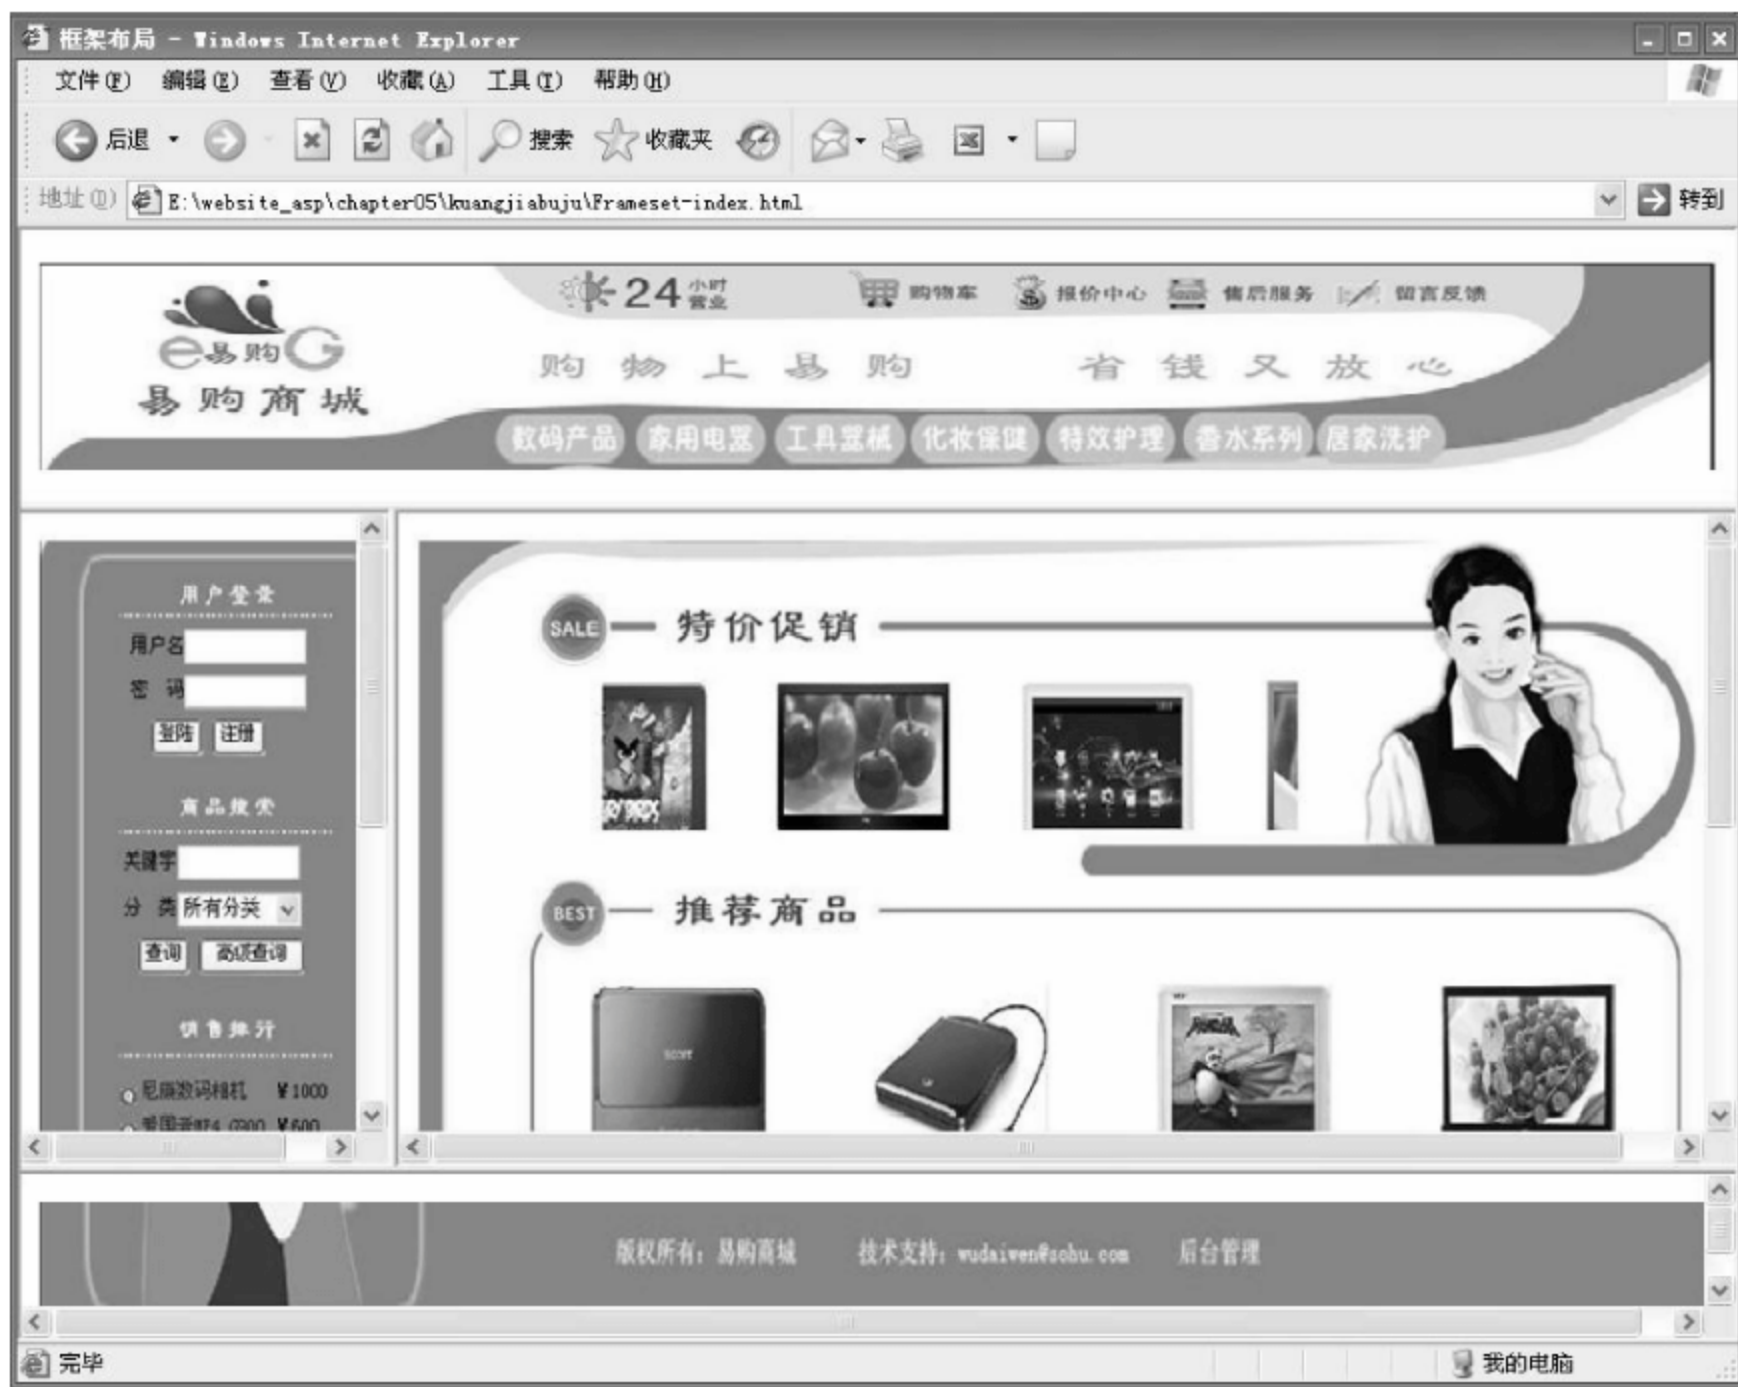 框架布局 - Windows Internet Explorer
文件(F) 编辑(E) 查看(V) 收藏(A) 工具(T) 帮助(H)
后退 搜索 收藏夹
地址(D) E:\website_asp\chapter05\kuangjiabuju\Frameset-index.html 转到
24 小时营业 购物车 报价中心 售后服务 留言反馈
e易购G
易购商城
购物上易购 省钱又放心
数码产品 家用电器 工具器械 化妆保健 特效护理 香水系列 居家洗护
用户登录
用户名
密 码
登陆 注册
商品搜索
关键字
分 类 所有分类
查询 高级查询
销售排行
尼康数码相机 ¥1000
¥600
SALE 特价促销
BEST 推荐商品
版权所有：易购商城 技术支持：wudaiwen@sohu.com 后台管理
完毕 我的电脑